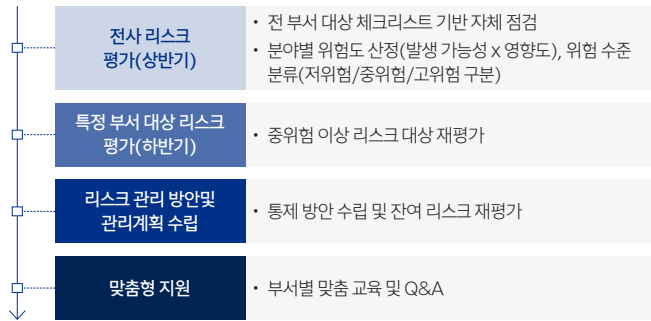 전사 리스크
평가(상반기)
• 전 부서 대상 체크리스트 기반 자체 점검
• 분야별 위험도 산정(발생 가능성 x 영향도), 위험 수준
분류(저위험/중위험/고위험 구분)
특정 부서 대상 리스크
평가(하반기)
• 중위험 이상 리스크 대상 재평가
리스크 관리 방안및
관리계획 수립
• 통제 방안 수립 및 잔여 리스크 재평가
맞춤형 지원
• 부서별 맞춤 교육 및 Q&A